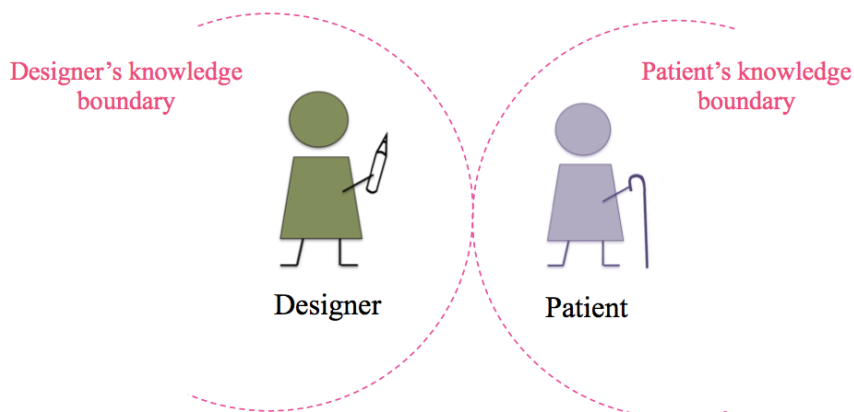 Designer’s knowledge
boundary
Patient’s knowledge
boundary
Designer
Patient